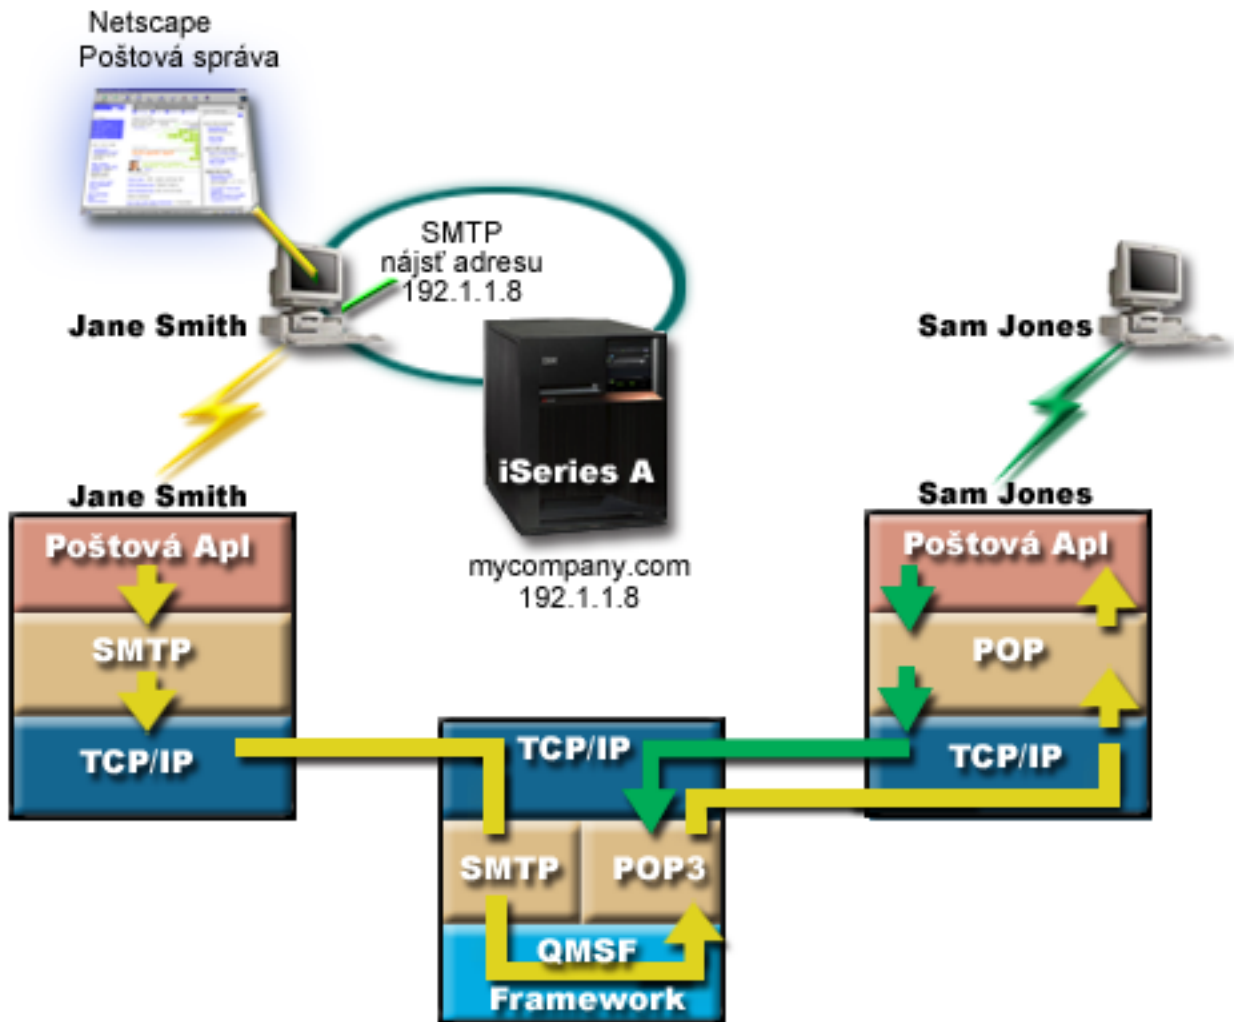 Netscape
Poštová správa
SMTP
nájsť adresu
192.1.1.8
Jane Smith
Sam Jones
iSeries A
mycompany.com
192.1.1.8
Jane Smith
Poštová Apl
SMTP
TCP/IP
Sam Jones
Poštová Apl
POP
TCP/IP
TCP/IP
SMTP
POP3
QMSF
Framework